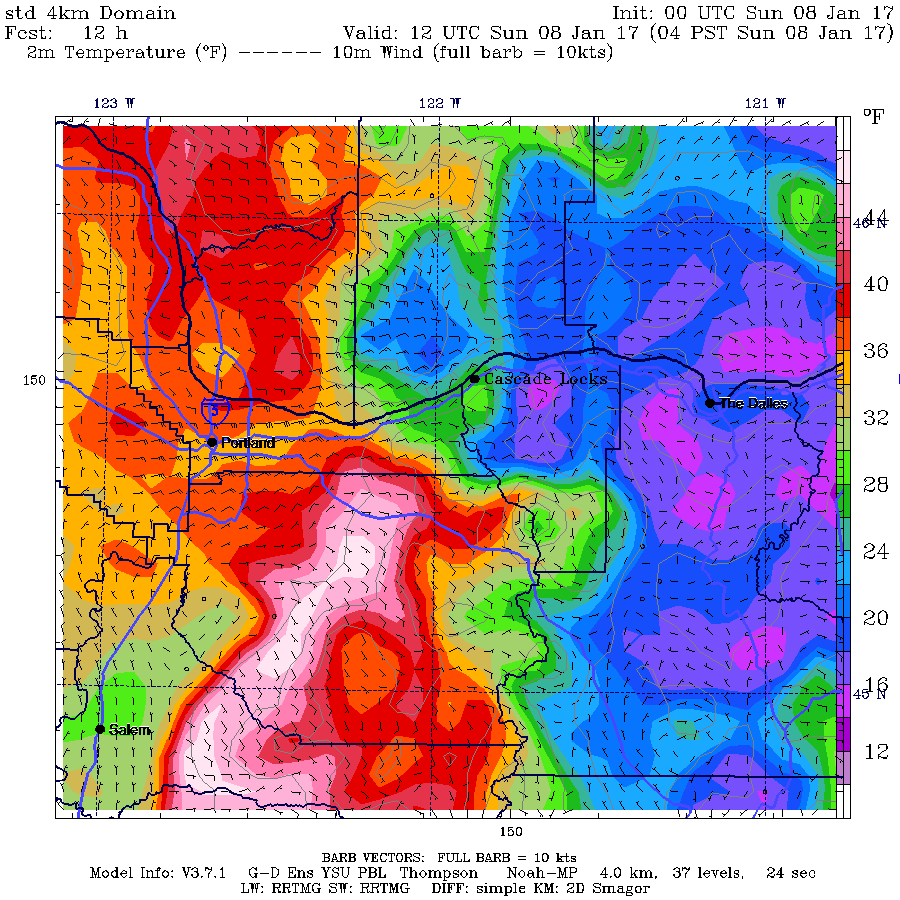 std 4km Domain Init: 00 UTC Sun 08 Jan 17
Fcst: 12 h Valid: 12 UTC Sun 08 Jan 17 (04 PST Sun 08 Jan 17)
2m Temperature (°F) ------- 10m Wind (full barb = 10kts)
123 W 122 W 121 W
°F
44
46 N
40
36
150
Cascade Locks
The Dalles
32
Portland
28
24
20
16
45 N
Salem
12
150
BARB VECTORS: FULL BARB = 10 kts
Model Info: V3.7.1 G-D Ens YSU PBL Thompson Noah-MP 4.0 km, 37 levels, 24 sec
LW: RRTMG SW: RRTMG DIFF: simple KM: 2D Smagor